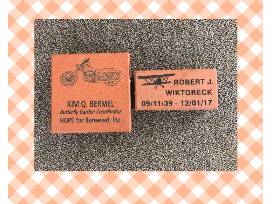 KIM Q. BERMEL
Butterfly Garden Coordinator
HOPE for Bereaved, Inc.
ROBERT J.
WIKTORECK
09/11/39 - 12/01/17